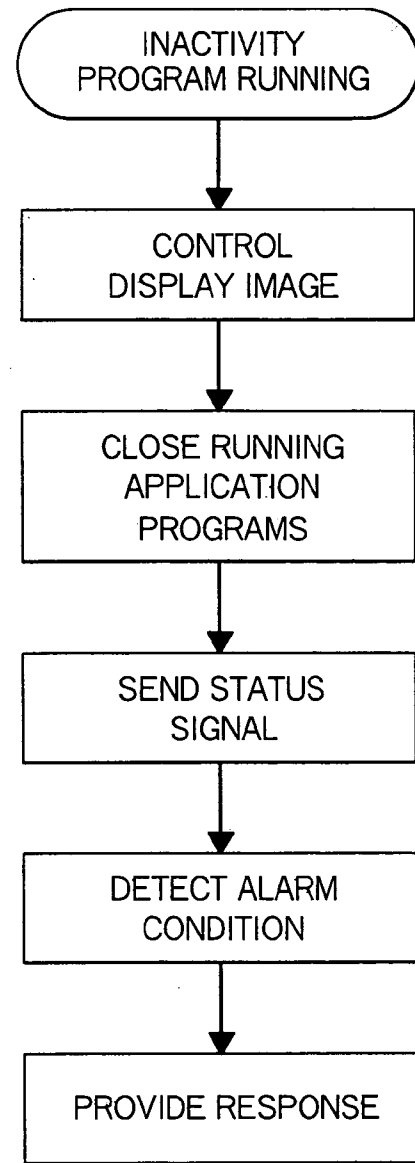 INACTIVITY
PROGRAM RUNNING
CONTROL
DISPLAY IMAGE
CLOSE RUNNING
APPLICATION
PROGRAMS
SEND STATUS
SIGNAL
DETECT ALARM
CONDITION
PROVIDE RESPONSE